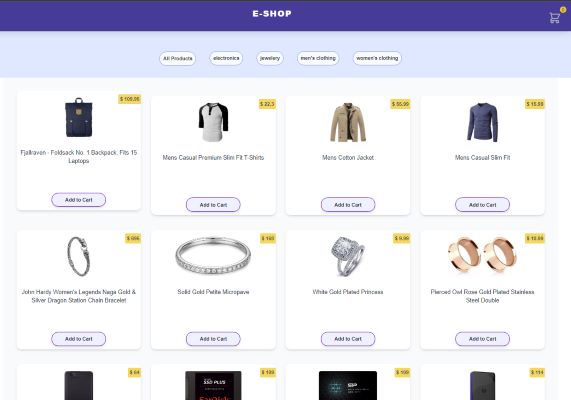 E-SHOP
0
All Products
electronics
jewelery
men's clothing
women's clothing
$ 109.95
Fjallraven - Foldsack No. 1 Backpack, Fits 15
Laptops
Add to Cart
$ 22.3
Mens Casual Premium Slim Fit T-Shirts
Add to Cart
$ 55.99
Mens Cotton Jacket
Add to Cart
$ 15.99
Mens Casual Slim Fit
Add to Cart
$ 695
John Hardy Women's Legends Naga Gold &
Silver Dragon Station Chain Bracelet
Add to Cart
$ 168
Solid Gold Petite Micropave
Add to Cart
$ 9.99
White Gold Plated Princess
Add to Cart
$ 10.99
Pierced Owl Rose Gold Plated Stainless
Steel Double
Add to Cart
$ 64
$ 109
SSD PLUS
SanDisk
$ 109
SP
$ 114